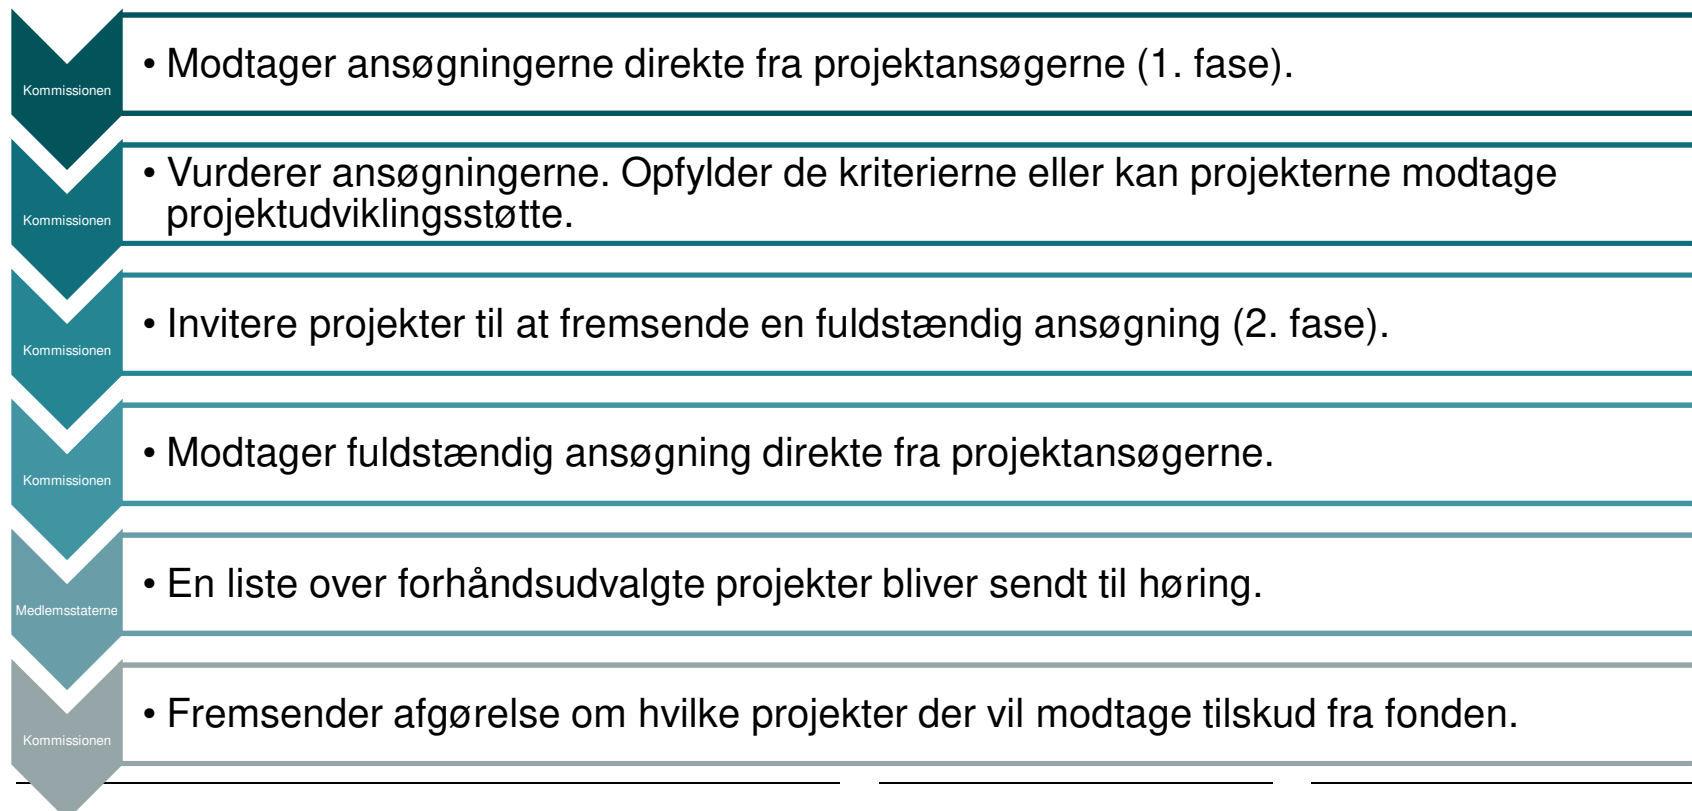 Kommissionen
• Modtager ansøgningerne direkte fra projektansøgerne (1. fase).
Kommissionen
• Vurderer ansøgningerne. Opfylder de kriterierne eller kan projekterne modtage
projektudviklingsstøtte.
Kommissionen
• Invitere projekter til at fremsende en fuldstændig ansøgning (2. fase).
Kommissionen
• Modtager fuldstændig ansøgning direkte fra projektansøgerne.
Medlemsstaterne
• En liste over forhåndsudvalgte projekter bliver sendt til høring.
Kommissionen
• Fremsender afgørelse om hvilke projekter der vil modtage tilskud fra fonden.